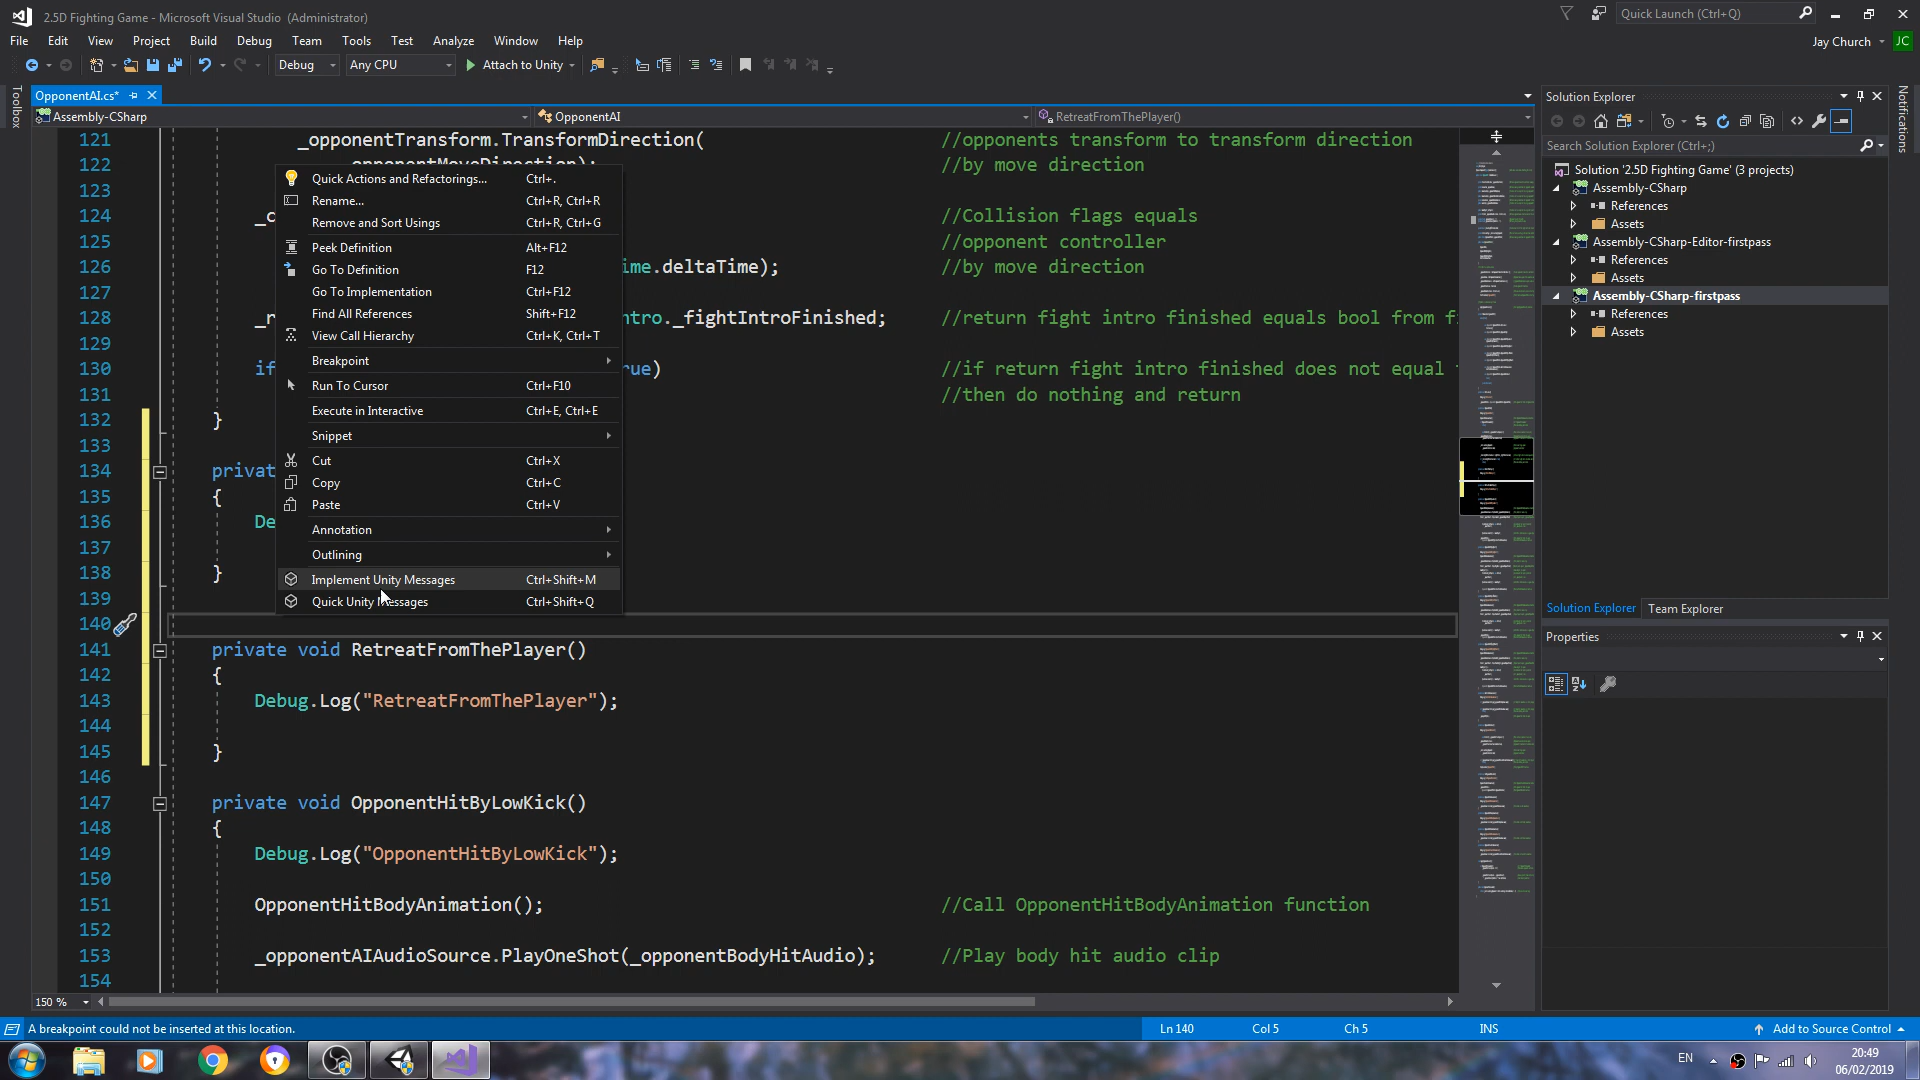 2.5D Fighting Game - Microsoft Visual Studio (Administrator)
Quick Launch (Ctrl+Q)
File Edit View Project Build Debug Team Tools Test Analyze Window Help
Jay Church JC
Debug Any CPU Attach to Unity
Toolbox
OpponentAI.cs*
Assembly-CSharp OpponentAI RetreatFromThePlayer()
121 _opponentTransform.TransformDirection( //opponents transform to transform direction
122 //by move direction
123
124 //Collision flags equals
125 //opponent controller
126 ime.deltaTime); //by move direction
127
128 ntro._fightIntroFinished; //return fight intro finished equals bool from f
129
130 if rue) //if return fight intro finished does not equal
131 //then do nothing and return
132 }
133
134 privat
135 {
136 De
137
138 }
139
140
141 private void RetreatFromThePlayer()
142 {
143 Debug.Log("RetreatFromThePlayer");
144
145 }
146
147 private void OpponentHitByLowKick()
148 {
149 Debug.Log("OpponentHitByLowKick");
150
151 OpponentHitBodyAnimation(); //Call OpponentHitBodyAnimation function
152
153 _opponentAIAudioSource.PlayOneShot(_opponentBodyHitAudio); //Play body hit audio clip
154
Quick Actions and Refactorings... Ctrl+.
Rename... Ctrl+R, Ctrl+R
Remove and Sort Usings Ctrl+R, Ctrl+G
Peek Definition Alt+F12
Go To Definition F12
Go To Implementation Ctrl+F12
Find All References Shift+F12
View Call Hierarchy Ctrl+K, Ctrl+T
Breakpoint
Run To Cursor Ctrl+F10
Execute in Interactive Ctrl+E, Ctrl+E
Snippet
Cut Ctrl+X
Copy Ctrl+C
Paste Ctrl+V
Annotation
Outlining
Implement Unity Messages Ctrl+Shift+M
Quick Unity Messages Ctrl+Shift+Q
150 %
Solution Explorer
Search Solution Explorer (Ctrl+;)
Solution '2.5D Fighting Game' (3 projects)
Assembly-CSharp
References
Assets
Assembly-CSharp-Editor-firstpass
References
Assets
Assembly-CSharp-firstpass
References
Assets
Solution Explorer Team Explorer
Properties
Notifications
A breakpoint could not be inserted at this location. Ln 140 Col 5 Ch 5 INS Add to Source Control
EN 20:49
06/02/2019